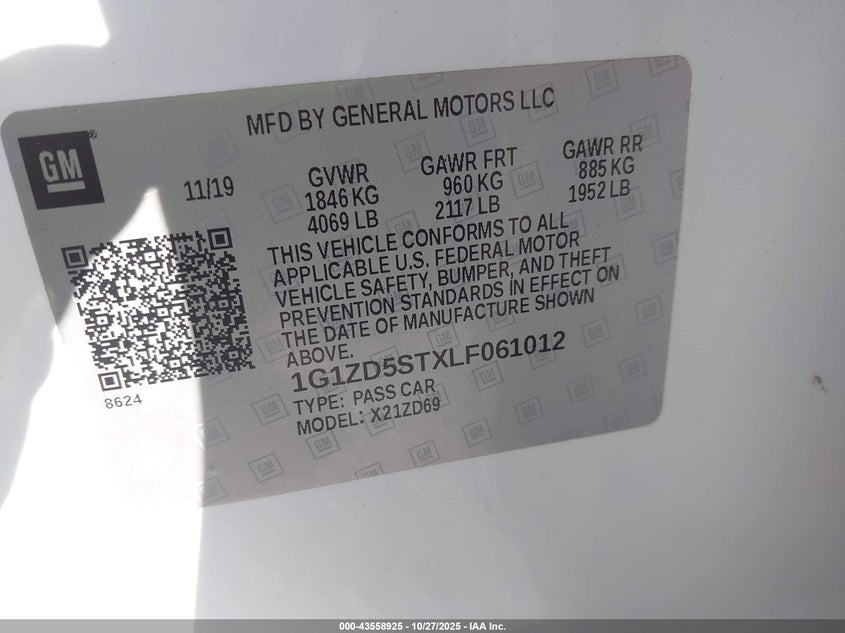 MFD BY GENERAL MOTORS LLC
GM
11/19
GVWR
1846 KG
4069 LB
GAWR FRT
960 KG
2117 LB
GAWR RR
885 KG
1952 LB
THIS VEHICLE CONFORMS TO ALL
APPLICABLE U.S. FEDERAL MOTOR
VEHICLE SAFETY, BUMPER, AND THEFT
PREVENTION STANDARDS IN EFFECT ON
THE DATE OF MANUFACTURE SHOWN
ABOVE.
1G1ZD5STXLF061012
TYPE: PASS CAR
MODEL: X21ZD69
8624
000-43558925 - 10/27/2025 - IAA Inc.